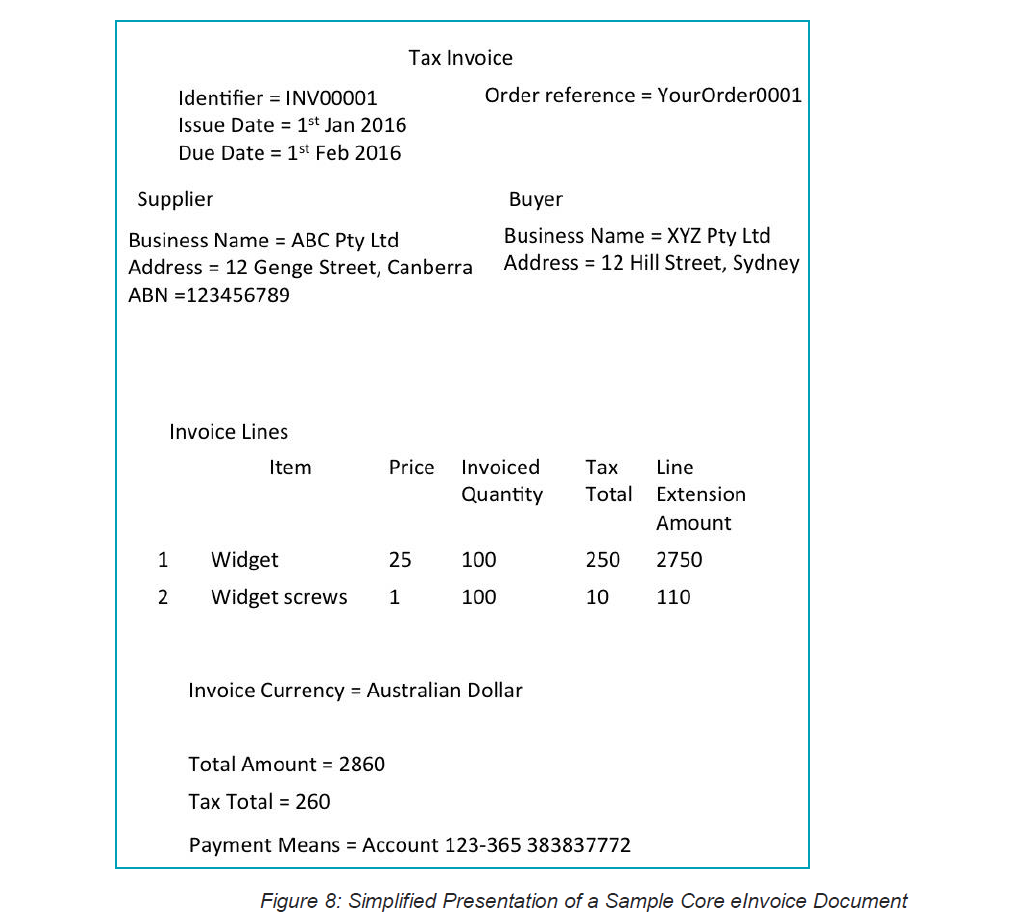 Tax Invoice
Identifier = INV00001
Order reference = YourOrder0001
Issue Date = 1st Jan 2016
Due Date = 1st Feb 2016
Supplier
Business Name = ABC Pty Ltd
Address = 12 Genge Street, Canberra
ABN =123456789
Buyer
Business Name = XYZ Pty Ltd
Address = 12 Hill Street, Sydney
Invoice Lines
Item Price Invoiced Quantity Tax Total Line Extension Amount
1 Widget 25 100 250 2750
2 Widget screws 1 100 10 110
Invoice Currency = Australian Dollar
Total Amount = 2860
Tax Total = 260
Payment Means = Account 123-365 383837772
Figure 8: Simplified Presentation of a Sample Core eInvoice Document